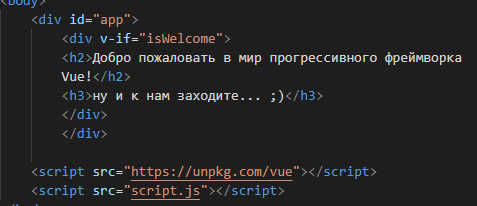 <body>
<div id="app">
<div v-if="isWelcome">
<h2>Добро пожаловать в мир прогрессивного фреймворка
Vue!</h2>
<h3>ну и к нам заходите... ;)</h3>
</div>
</div>
<script src="https://unpkg.com/vue"></script>
<script src="script.js"></script>